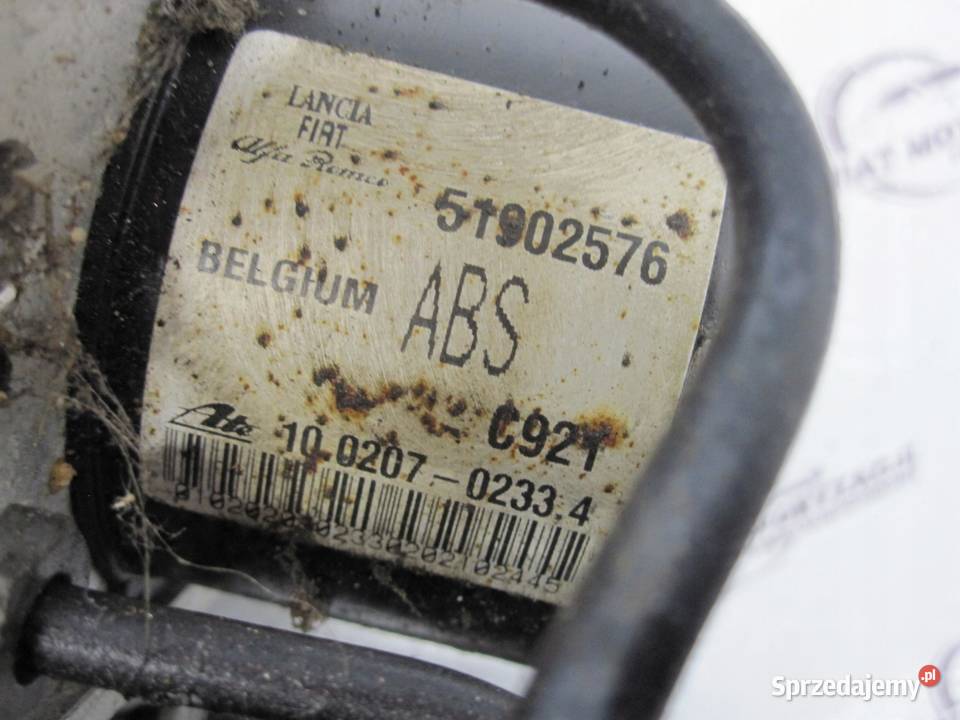 LANCIA
FIAT
Alfa Romeo
51902576
BELGIUM
ABS
C921
Ate
10.0207-0233.4
Sprzedajemy.pl